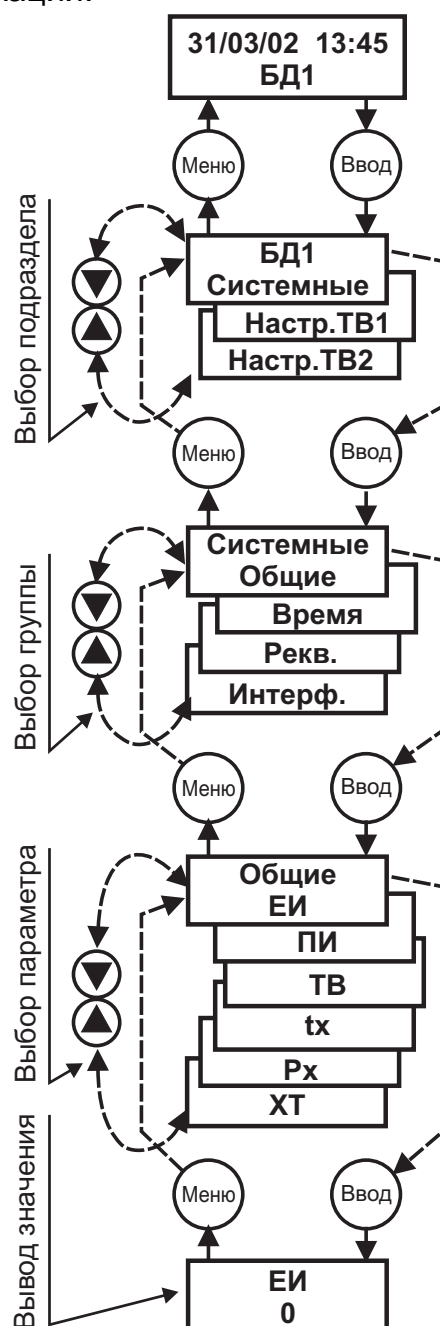 31/03/02 13:45
БД1
Меню
Ввод
Выбор подраздела
БД1
Системные
Настр.ТВ1
Настр.ТВ2
Меню
Ввод
Выбор группы
Системные
Общие
Время
Рекв.
Интерф.
Меню
Ввод
Выбор параметра
Общие
ЕИ
ПИ
ТВ
tx
Px
ХТ
Вывод значения
Меню
Ввод
ЕИ
0